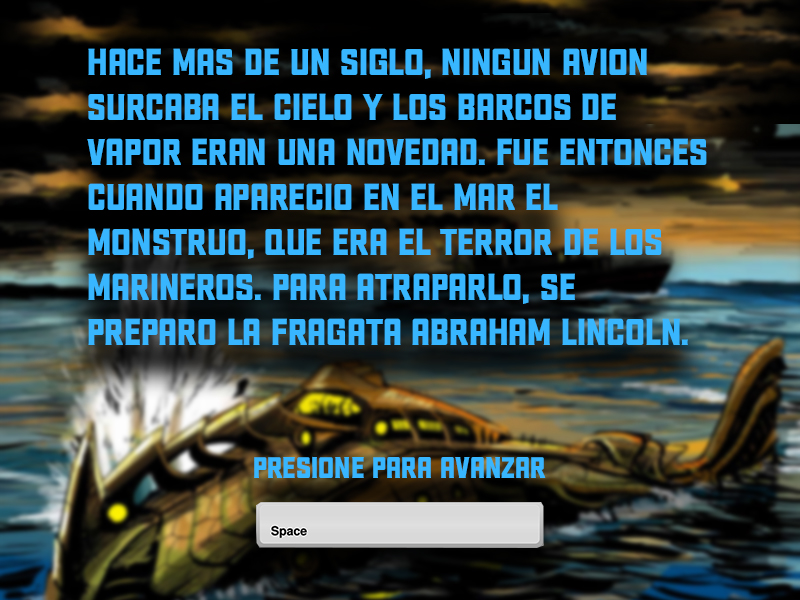 HACE MAS DE UN SIGLO, NINGUN AVION
SURCABA EL CIELO Y LOS BARCOS DE
VAPOR ERAN UNA NOVEDAD. FUE ENTONCES
CUANDO APARECIO EN EL MAR EL
MONSTRUO, QUE ERA EL TERROR DE LOS
MARINEROS. PARA ATRAPARLO, SE
PREPARO LA FRAGATA ABRAHAM LINCOLN.
PRESIONE PARA AVANZAR
Space